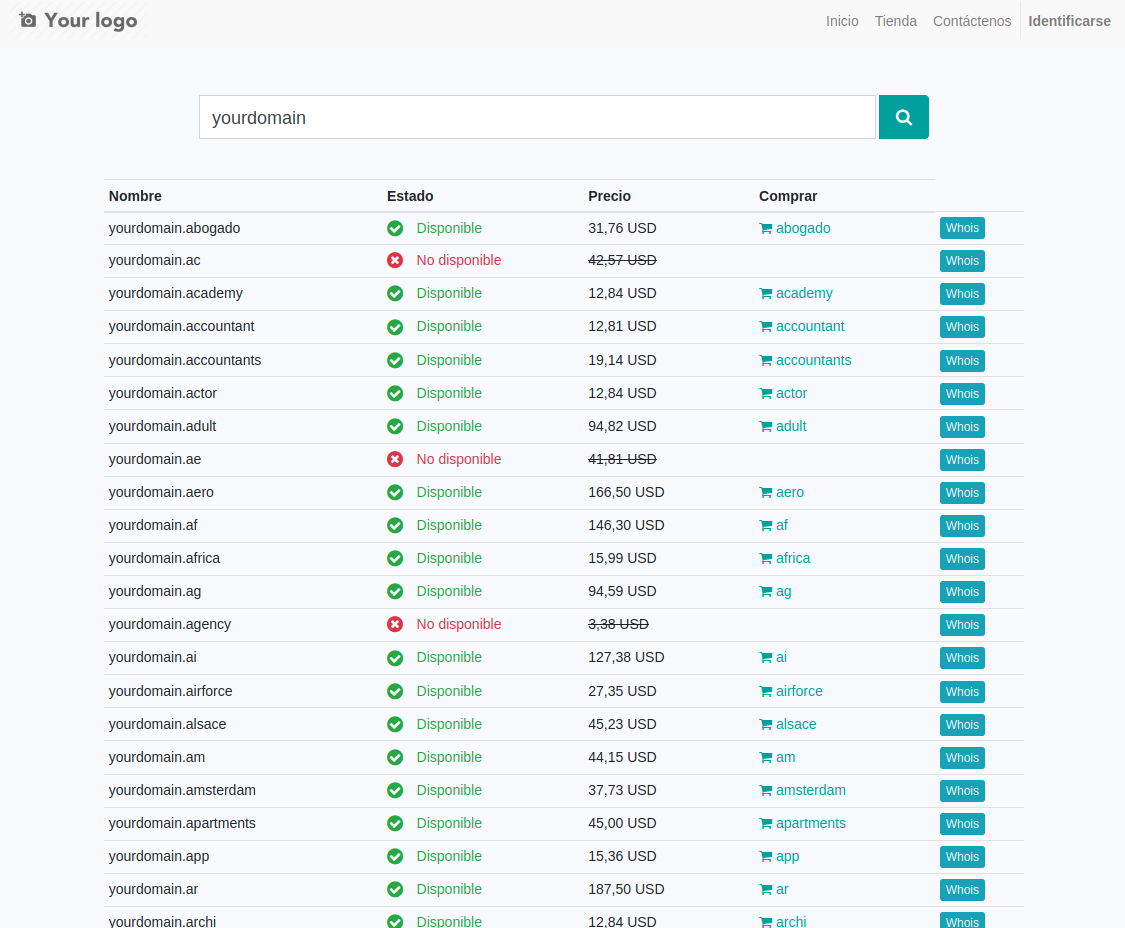 Your logo
Inicio Tienda Contáctenos Identificarse
yourdomain
Nombre Estado Precio Comprar
yourdomain.abogado Disponible 31,76 USD abogado Whois
yourdomain.ac No disponible 42,57 USD Whois
yourdomain.academy Disponible 12,84 USD academy Whois
yourdomain.accountant Disponible 12,81 USD accountant Whois
yourdomain.accountants Disponible 19,14 USD accountants Whois
yourdomain.actor Disponible 12,84 USD actor Whois
yourdomain.adult Disponible 94,82 USD adult Whois
yourdomain.ae No disponible 41,81 USD Whois
yourdomain.aero Disponible 166,50 USD aero Whois
yourdomain.af Disponible 146,30 USD af Whois
yourdomain.africa Disponible 15,99 USD africa Whois
yourdomain.ag Disponible 94,59 USD ag Whois
yourdomain.agency No disponible 3,38 USD Whois
yourdomain.ai Disponible 127,38 USD ai Whois
yourdomain.airforce Disponible 27,35 USD airforce Whois
yourdomain.alsace Disponible 45,23 USD alsace Whois
yourdomain.am Disponible 44,15 USD am Whois
yourdomain.amsterdam Disponible 37,73 USD amsterdam Whois
yourdomain.apartments Disponible 45,00 USD apartments Whois
yourdomain.app Disponible 15,36 USD app Whois
yourdomain.ar Disponible 187,50 USD ar Whois
yourdomain.archi Disponible 12,84 USD archi Whois